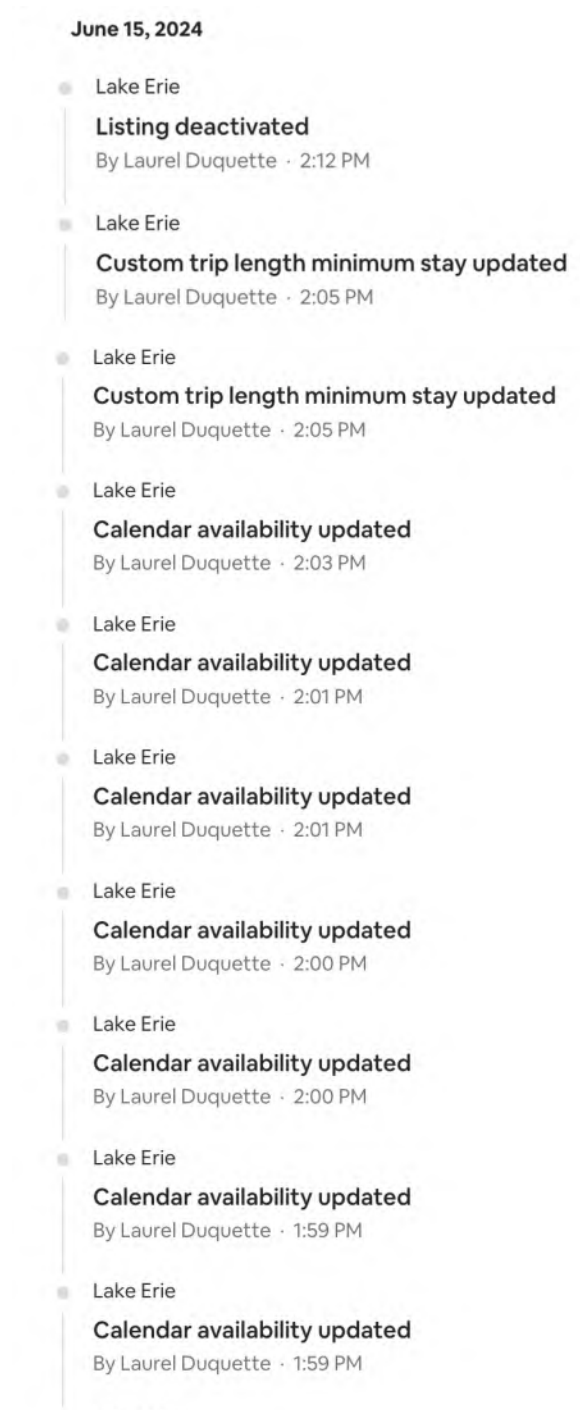 June 15, 2024
Lake Erie
Listing deactivated
By Laurel Duquette · 2:12 PM
Lake Erie
Custom trip length minimum stay updated
By Laurel Duquette · 2:05 PM
Lake Erie
Custom trip length minimum stay updated
By Laurel Duquette · 2:05 PM
Lake Erie
Calendar availability updated
By Laurel Duquette · 2:03 PM
Lake Erie
Calendar availability updated
By Laurel Duquette · 2:01 PM
Lake Erie
Calendar availability updated
By Laurel Duquette · 2:01 PM
Lake Erie
Calendar availability updated
By Laurel Duquette · 2:00 PM
Lake Erie
Calendar availability updated
By Laurel Duquette · 2:00 PM
Lake Erie
Calendar availability updated
By Laurel Duquette · 1:59 PM
Lake Erie
Calendar availability updated
By Laurel Duquette · 1:59 PM